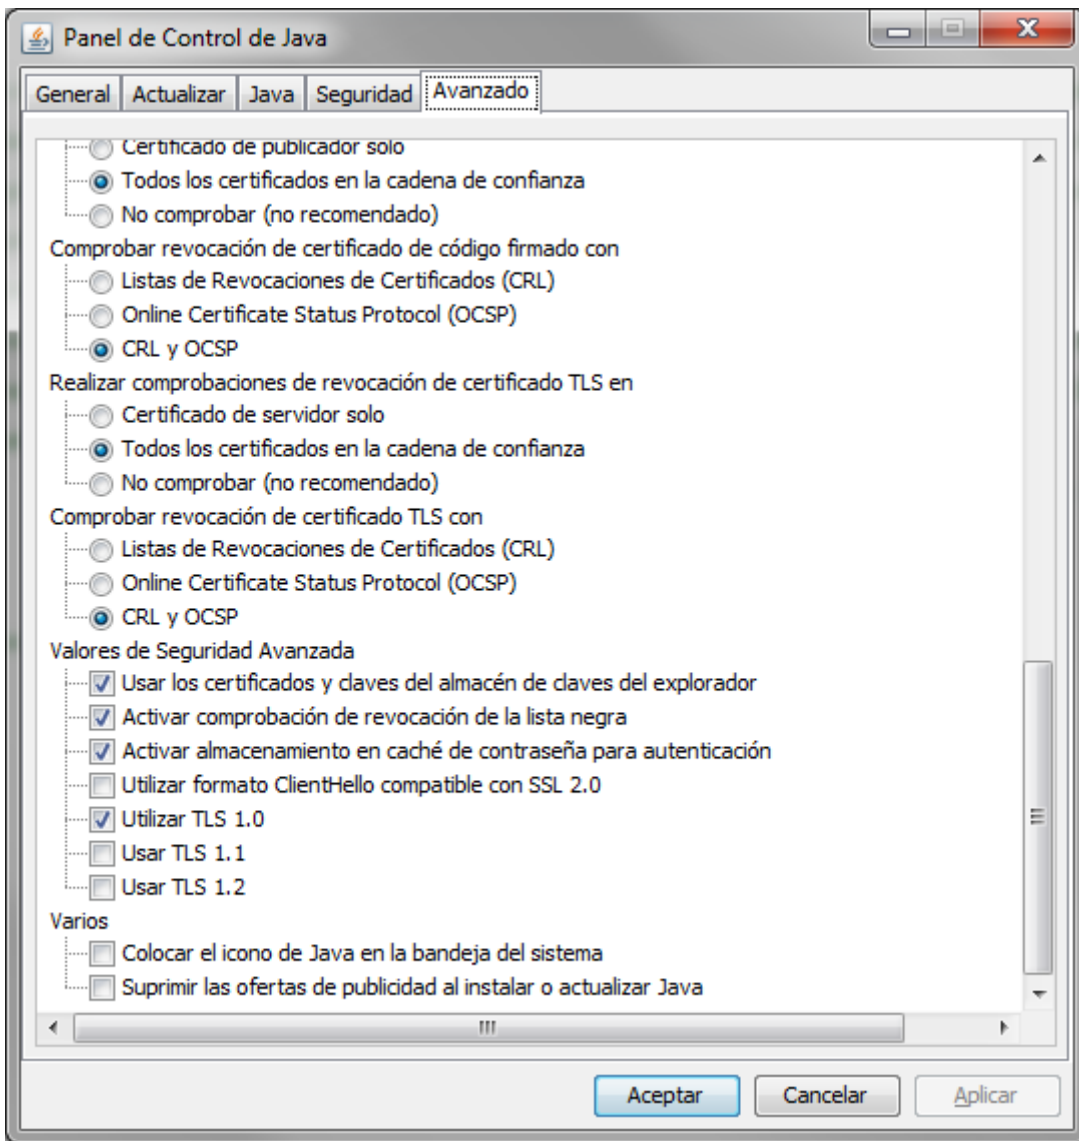 Panel de Control de Java
General Actualizar Java Seguridad Avanzado
Certificado de publicador solo
Todos los certificados en la cadena de confianza
No comprobar (no recomendado)
Comprobar revocación de certificado de código firmado con
Listas de Revocaciones de Certificados (CRL)
Online Certificate Status Protocol (OCSP)
CRL y OCSP
Realizar comprobaciones de revocación de certificado TLS en
Certificado de servidor solo
Todos los certificados en la cadena de confianza
No comprobar (no recomendado)
Comprobar revocación de certificado TLS con
Listas de Revocaciones de Certificados (CRL)
Online Certificate Status Protocol (OCSP)
CRL y OCSP
Valores de Seguridad Avanzada
Usar los certificados y claves del almacén de claves del explorador
Activar comprobación de revocación de la lista negra
Activar almacenamiento en caché de contraseña para autenticación
Utilizar formato ClientHello compatible con SSL 2.0
Utilizar TLS 1.0
Usar TLS 1.1
Usar TLS 1.2
Varios
Colocar el icono de Java en la bandeja del sistema
Suprimir las ofertas de publicidad al instalar o actualizar Java
Aceptar Cancelar Aplicar